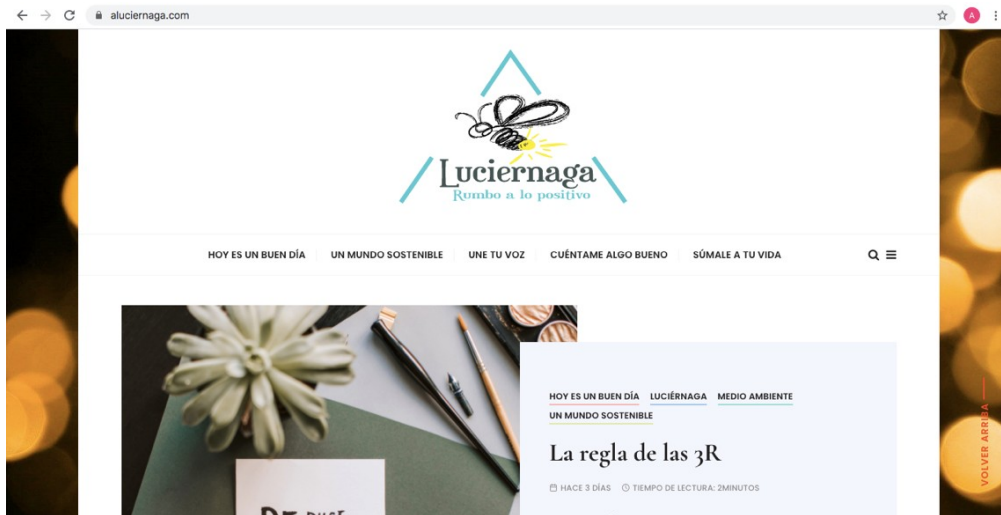 aluciernaga.com
A
Luciernaga
Rumbo a lo positivo
HOY ES UN BUEN DÍA UN MUNDO SOSTENIBLE UNE TU VOZ CUÉNTAME ALGO BUENO SÚMALE A TU VIDA
HOY ES UN BUEN DÍA LUCIÉRNAGA MEDIO AMBIENTE
UN MUNDO SOSTENIBLE
La regla de las 3R
HACE 3 DÍAS TIEMPO DE LECTURA: 2MINUTOS
VOLVER ARRIBA